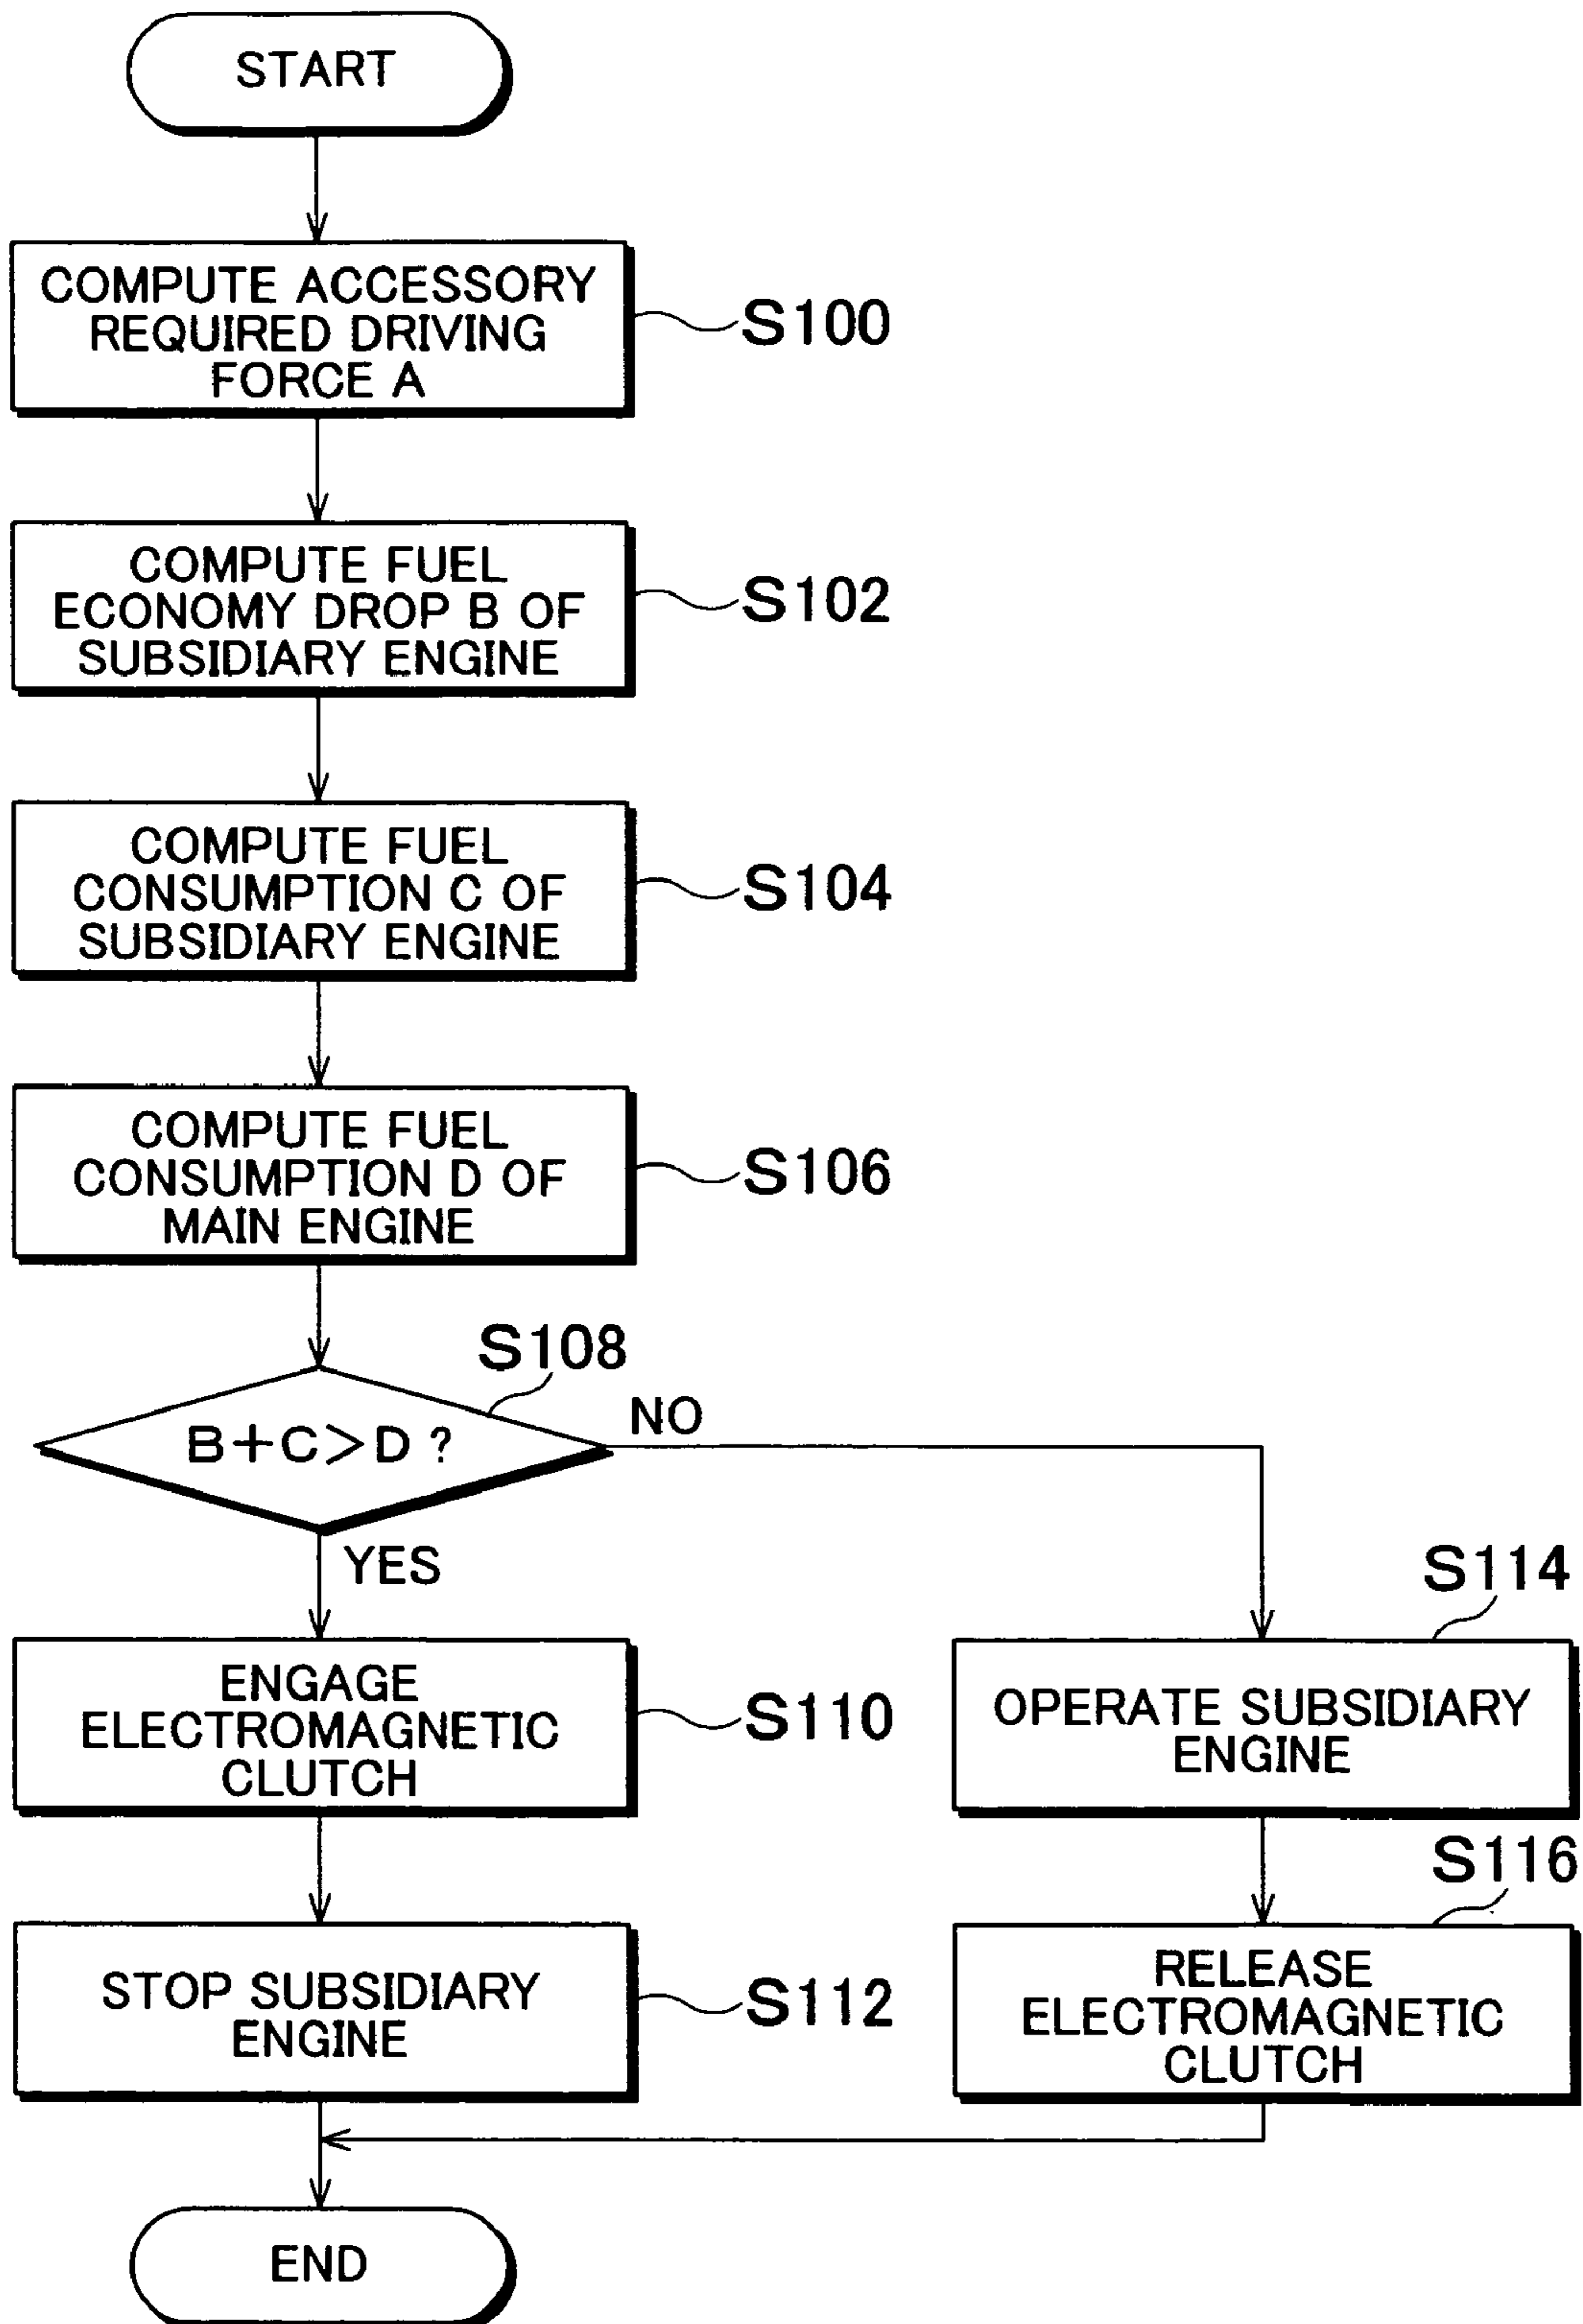 START
COMPUTE ACCESSORY
REQUIRED DRIVING
FORCE A
S100
COMPUTE FUEL
ECONOMY DROP B OF
SUBSIDIARY ENGINE
S102
COMPUTE FUEL
CONSUMPTION C OF
SUBSIDIARY ENGINE
S104
COMPUTE FUEL
CONSUMPTION D OF
MAIN ENGINE
S106
S108
B+C>D ?
NO
YES
ENGAGE
ELECTROMAGNETIC
CLUTCH
S110
STOP SUBSIDIARY
ENGINE
S112
S114
OPERATE SUBSIDIARY
ENGINE
S116
RELEASE
ELECTROMAGNETIC
CLUTCH
END